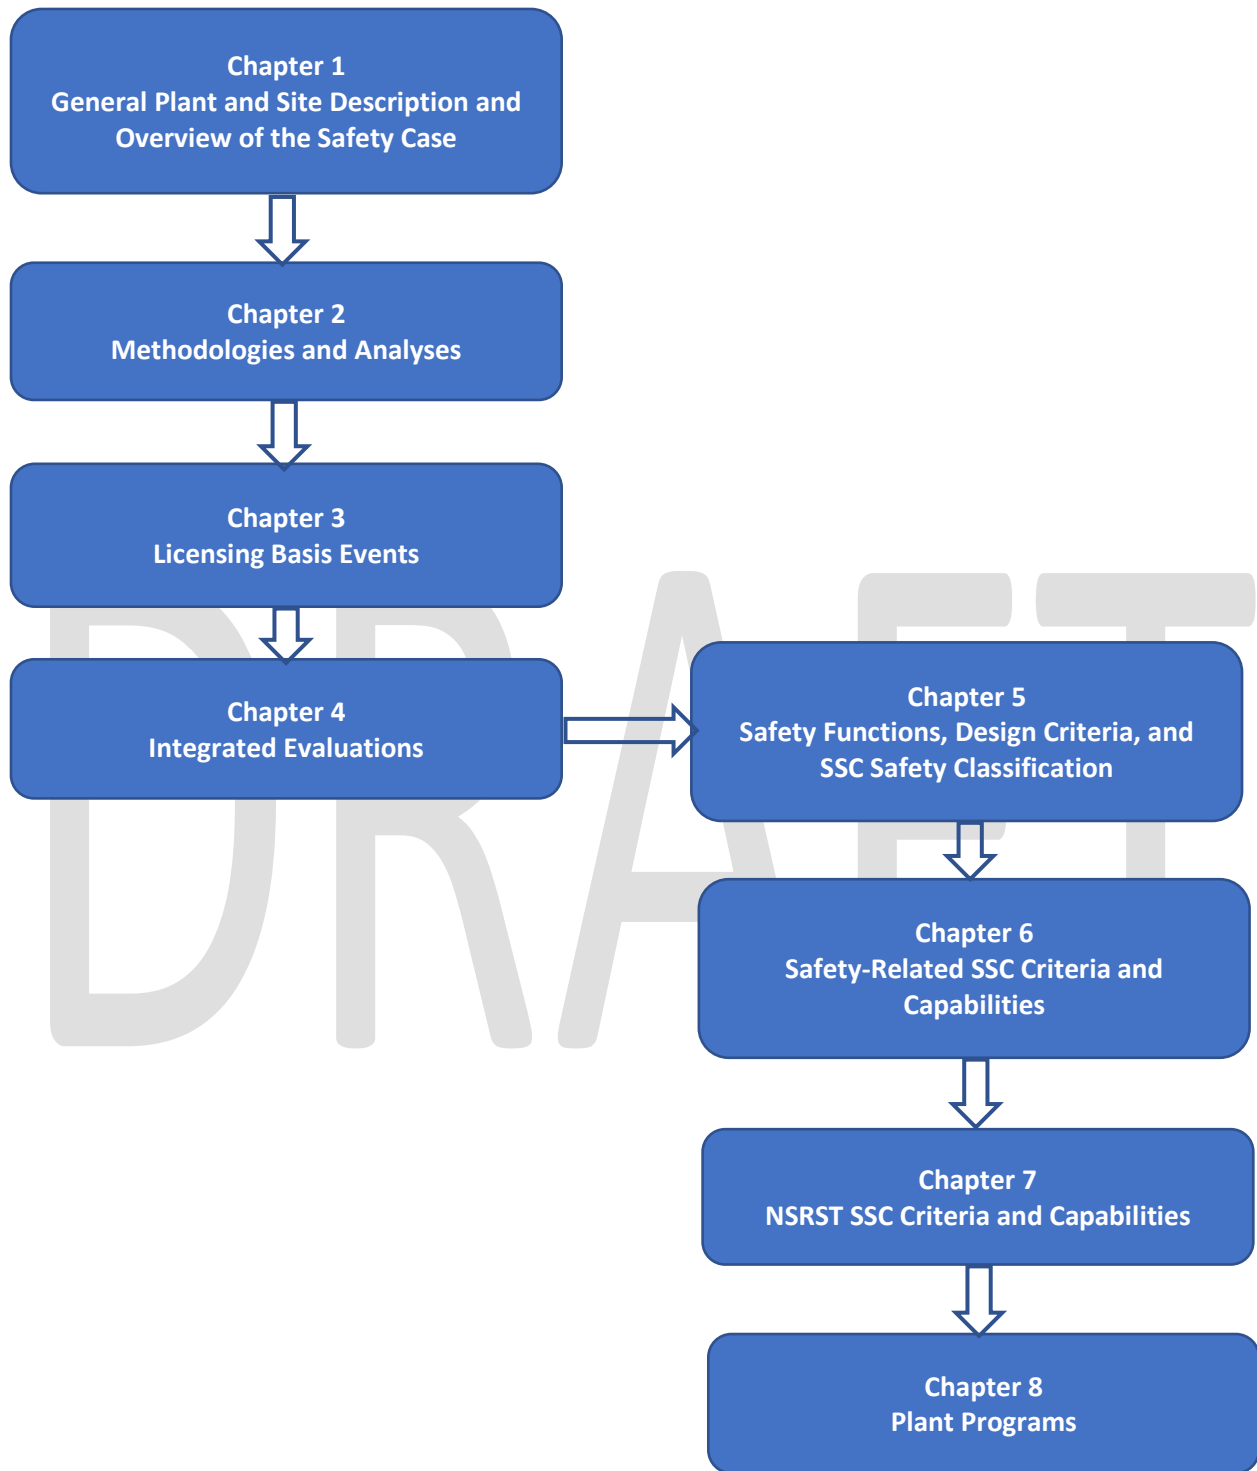 Chapter 1
General Plant and Site Description and
Overview of the Safety Case
Chapter 2
Methodologies and Analyses
Chapter 3
Licensing Basis Events
Chapter 4
Integrated Evaluations
Chapter 5
Safety Functions, Design Criteria, and
SSC Safety Classification
Chapter 6
Safety-Related SSC Criteria and
Capabilities
Chapter 7
NSRST SSC Criteria and Capabilities
Chapter 8
Plant Programs
DRAFT